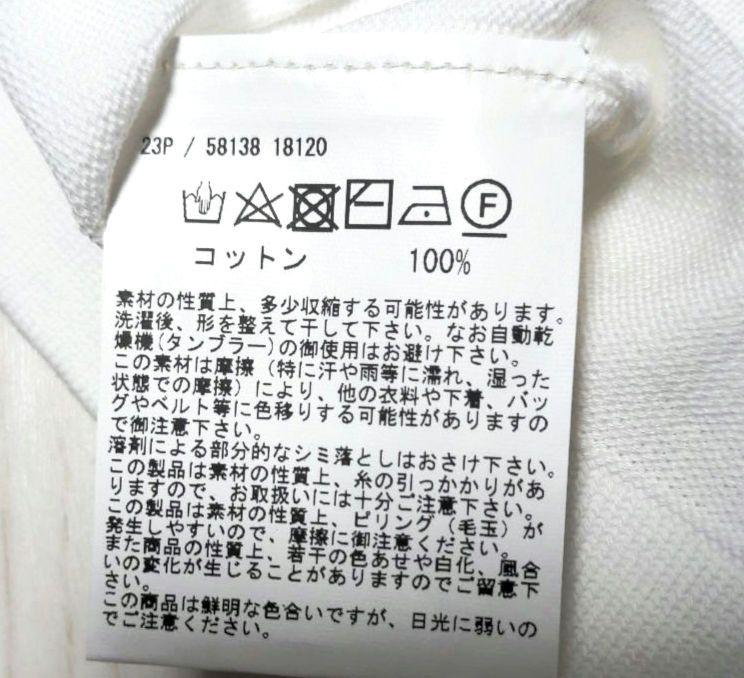 23P / 58138 18120
F
コットン 100%
素材の性質上、多少収縮する可能性があります。
洗濯後、形を整えて干して下さい。なお自動乾
燥機(タンブラー)の御使用はお避け下さい。
この素材は摩擦(特に汗や雨等に濡れ、湿った
状態での摩擦)により、他の衣料や下着、バッ
グやベルト等に色移りする可能性がありますの
で御注意下さい。
溶剤による部分的なシミ落としはおさけ下さい。
この製品は素材の性質上、糸の引っかかりがあ
りますので、お取扱いには十分ご注意下さい。
この製品は素材の性質上、ピリング(毛玉)が
発生しやすいので、摩擦に御注意ください。
また商品の性質上、若干の色あせや白化、風合
いの変化が生じることがありますのでご留意下
さい。
この商品は鮮明な色合いですが、日光に弱いの
でご注意ください。